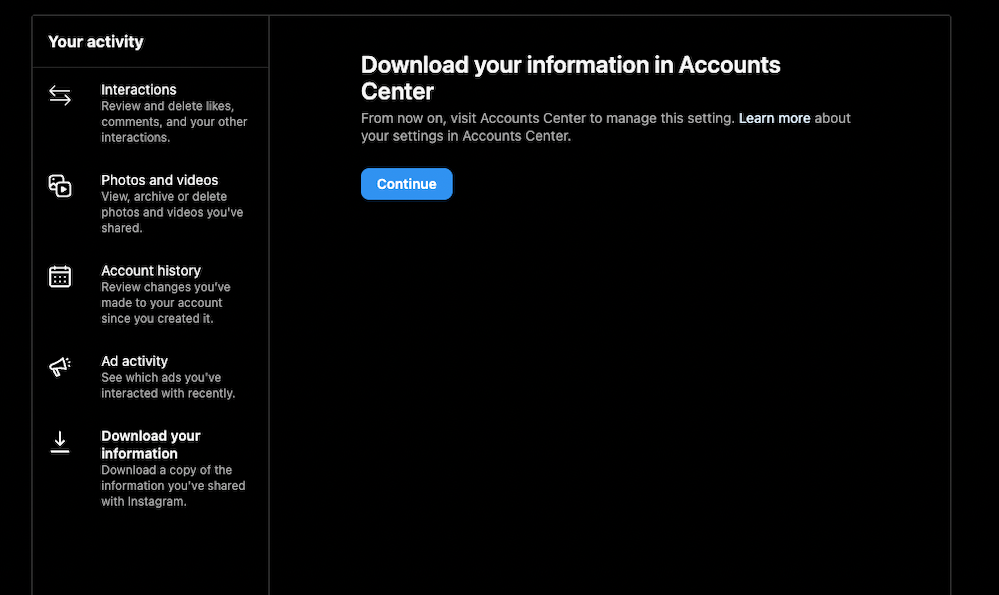 Your activity
Interactions
Review and delete likes,
comments, and your other
interactions.
Photos and videos
View, archive or delete
photos and videos you've
shared.
Account history
Review changes you've
made to your account
since you created it.
Ad activity
See which ads you've
interacted with recently.
Download your
information
Download a copy of the
information you've shared
with Instagram.
Download your information in Accounts
Center
From now on, visit Accounts Center to manage this setting. Learn more about
your settings in Accounts Center.
Continue